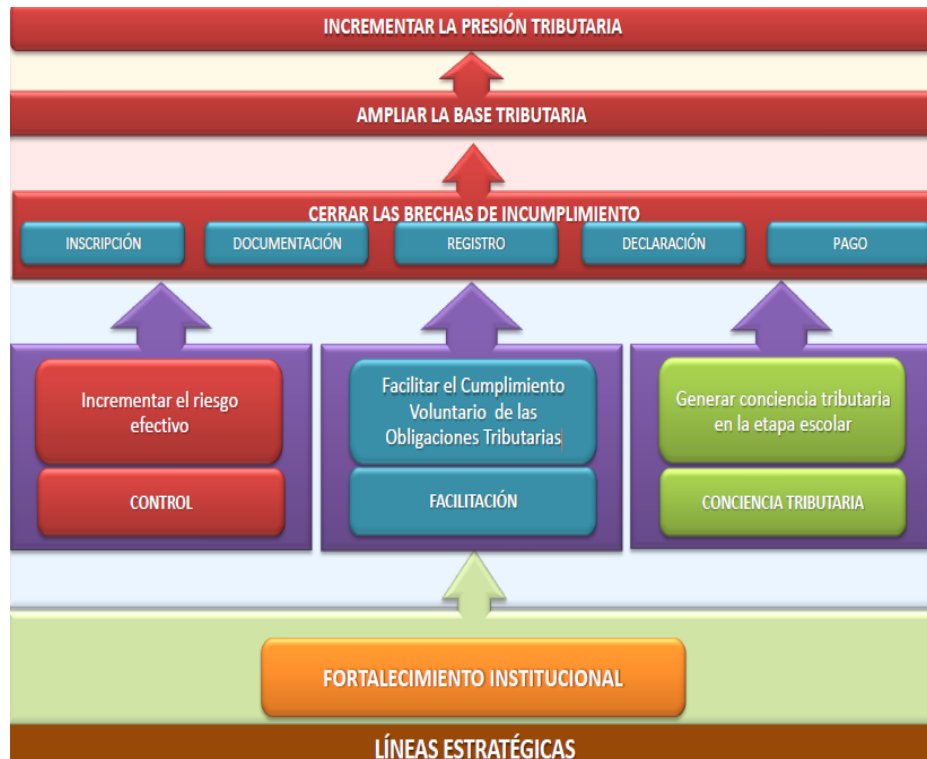 INCREMENTAR LA PRESIÓN TRIBUTARIA
AMPLIAR LA BASE TRIBUTARIA
CERRAR LAS BRECHAS DE INCUMPLIMIENTO
INSCRIPCIÓN
DOCUMENTACIÓN
REGISTRO
DECLARACIÓN
PAGO
Incrementar el riesgo
efectivo
CONTROL
Facilitar el Cumplimiento
Voluntario de las
Obligaciones Tributarias
FACILITACIÓN
Generar conciencia tributaria
en la etapa escolar
CONCIENCIA TRIBUTARIA
FORTALECIMIENTO INSTITUCIONAL
LÍNEAS ESTRATÉGICAS